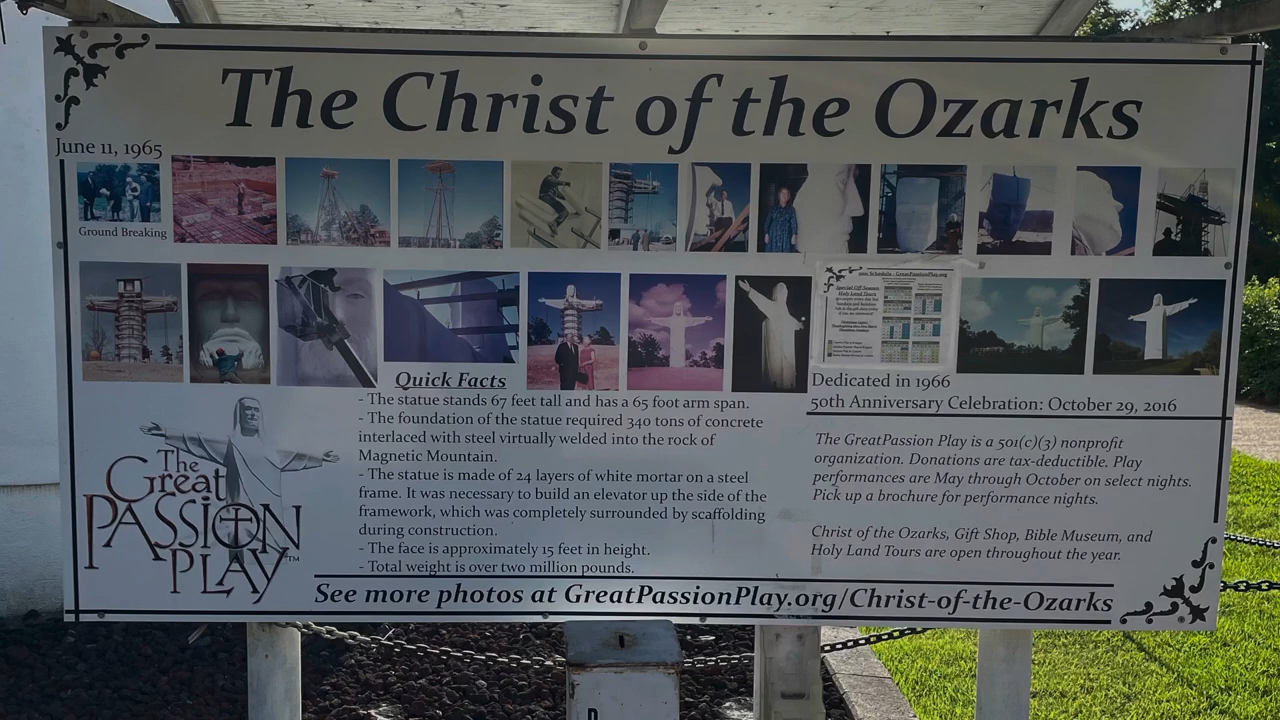 The Christ of the Ozarks
June 11, 1965
Ground Breaking
Special Off Season
Holy Land Tours
Quick Facts
- The statue stands 67 feet tall and has a 65 foot arm span.
- The foundation of the statue required 340 tons of concrete
interlaced with steel virtually welded into the rock of
Magnetic Mountain.
- The statue is made of 24 layers of white mortar on a steel
frame. It was necessary to build an elevator up the side of the
framework, which was completely surrounded by scaffolding
during construction.
- The face is approximately 15 feet in height.
- Total weight is over two million pounds.
Dedicated in 1966
50th Anniversary Celebration: October 29, 2016
The GreatPassion Play is a 501(c)(3) nonprofit
organization. Donations are tax-deductible. Play
performances are May through October on select nights.
Pick up a brochure for performance nights.
Christ of the Ozarks, Gift Shop, Bible Museum, and
Holy Land Tours are open throughout the year.
The
Great
PASSION
PLAY™
See more photos at GreatPassionPlay.org/Christ-of-the-Ozarks